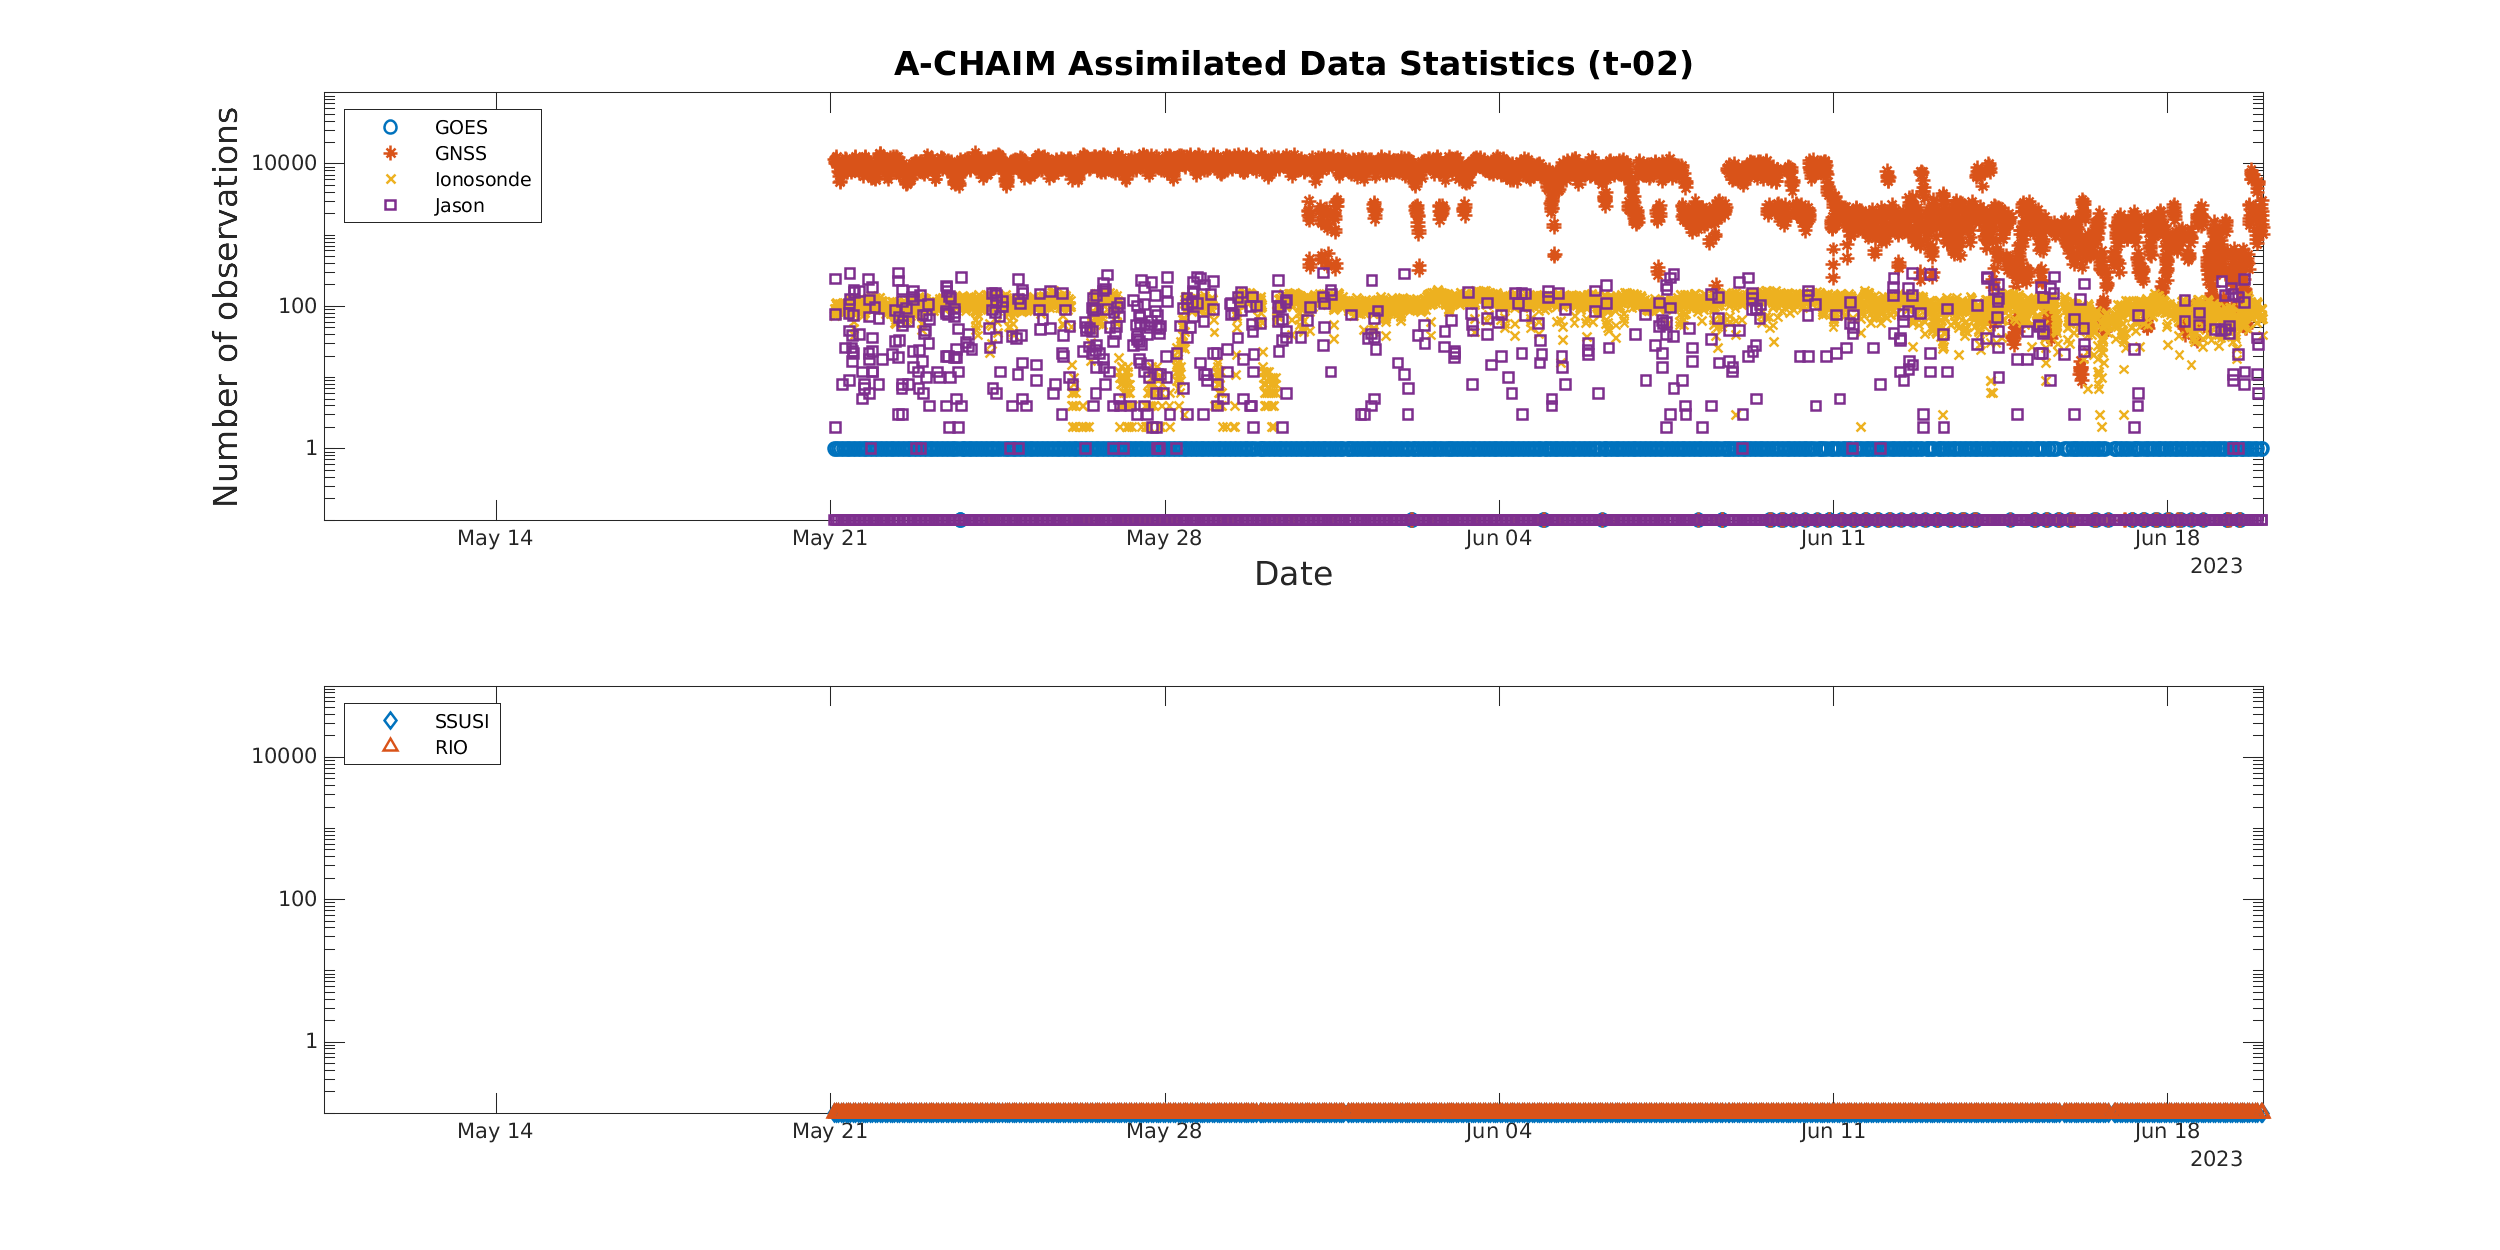 A-CHAIM Assimilated Data Statistics (t-02)
Number of observations
GOES
GNSS
Ionosonde
Jason
10000
100
1
May 14 May 21 May 28 Jun 04 Jun 11 Jun 18
2023
Date
SSUSI
RIO
10000
100
1
May 14 May 21 May 28 Jun 04 Jun 11 Jun 18
2023